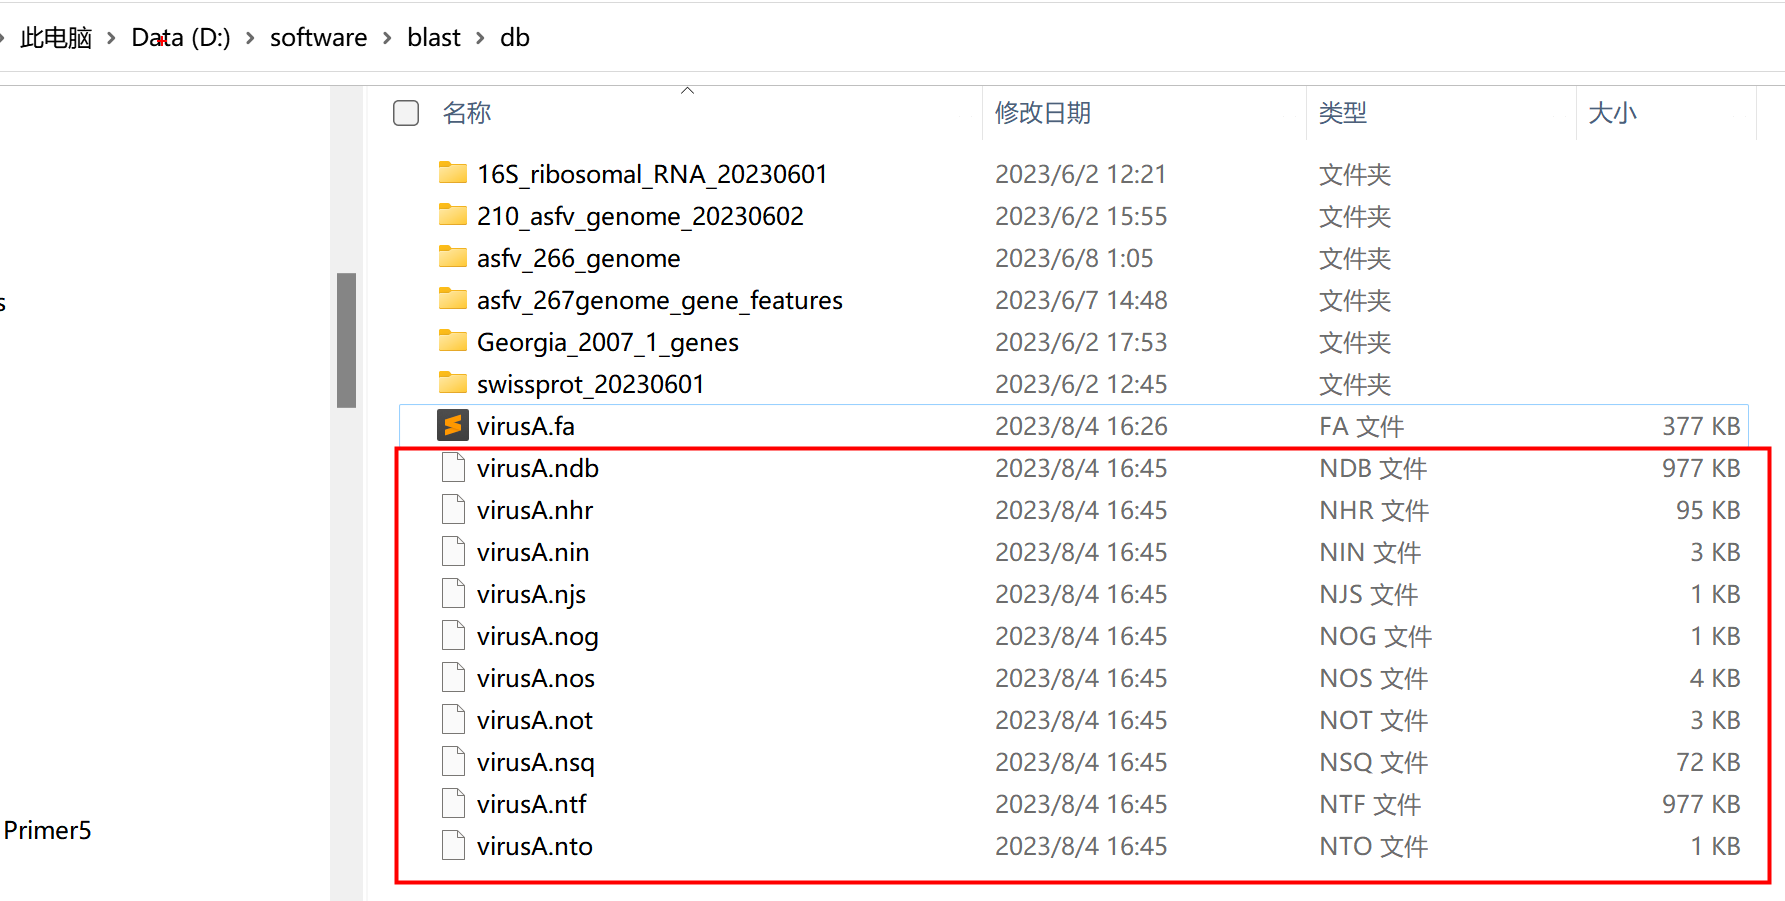 此电脑 > Data (D:) > software > blast > db
名称 修改日期 类型 大小
16S_ribosomal_RNA_20230601 2023/6/2 12:21 文件夹
210_asfv_genome_20230602 2023/6/2 15:55 文件夹
asfv_266_genome 2023/6/8 1:05 文件夹
s
asfv_267genome_gene_features 2023/6/7 14:48 文件夹
Georgia_2007_1_genes 2023/6/2 17:53 文件夹
swissprot_20230601 2023/6/2 12:45 文件夹
virusA.fa 2023/8/4 16:26 FA 文件 377 KB
virusA.ndb 2023/8/4 16:45 NDB 文件 977 KB
virusA.nhr 2023/8/4 16:45 NHR 文件 95 KB
virusA.nin 2023/8/4 16:45 NIN 文件 3 KB
virusA.njs 2023/8/4 16:45 NJS 文件 1 KB
virusA.nog 2023/8/4 16:45 NOG 文件 1 KB
virusA.nos 2023/8/4 16:45 NOS 文件 4 KB
virusA.not 2023/8/4 16:45 NOT 文件 3 KB
virusA.nsq 2023/8/4 16:45 NSQ 文件 72 KB
virusA.ntf 2023/8/4 16:45 NTF 文件 977 KB
Primer5
virusA.nto 2023/8/4 16:45 NTO 文件 1 KB